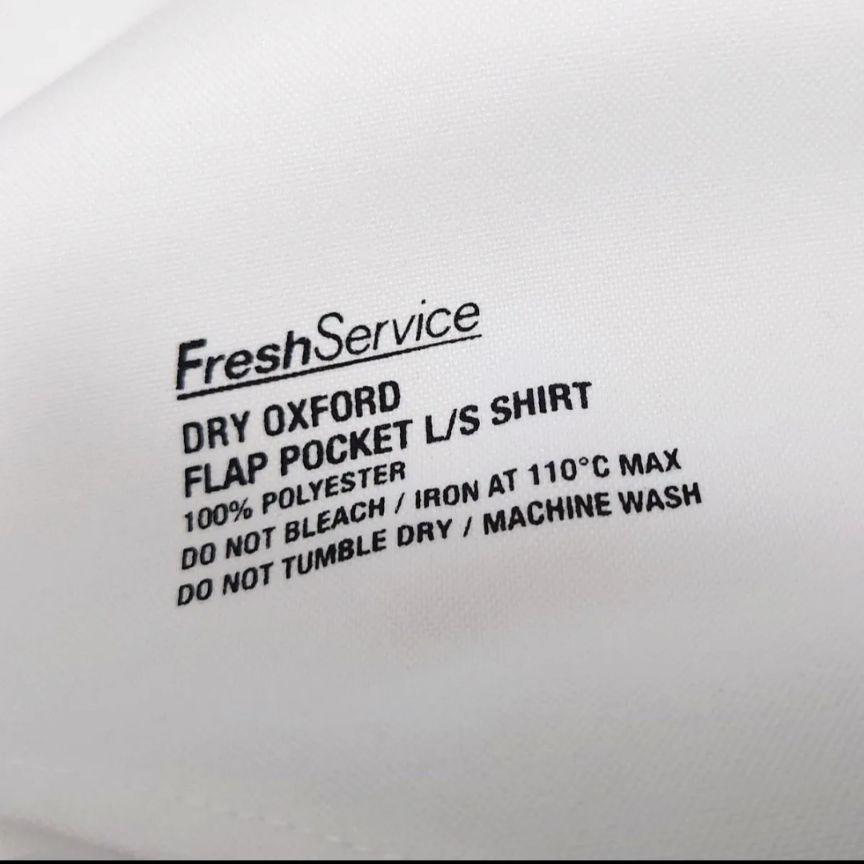 FreshService
DRY OXFORD
FLAP POCKET L/S SHIRT
100% POLYESTER
DO NOT BLEACH / IRON AT 110°C MAX
DO NOT TUMBLE DRY / MACHINE WASH